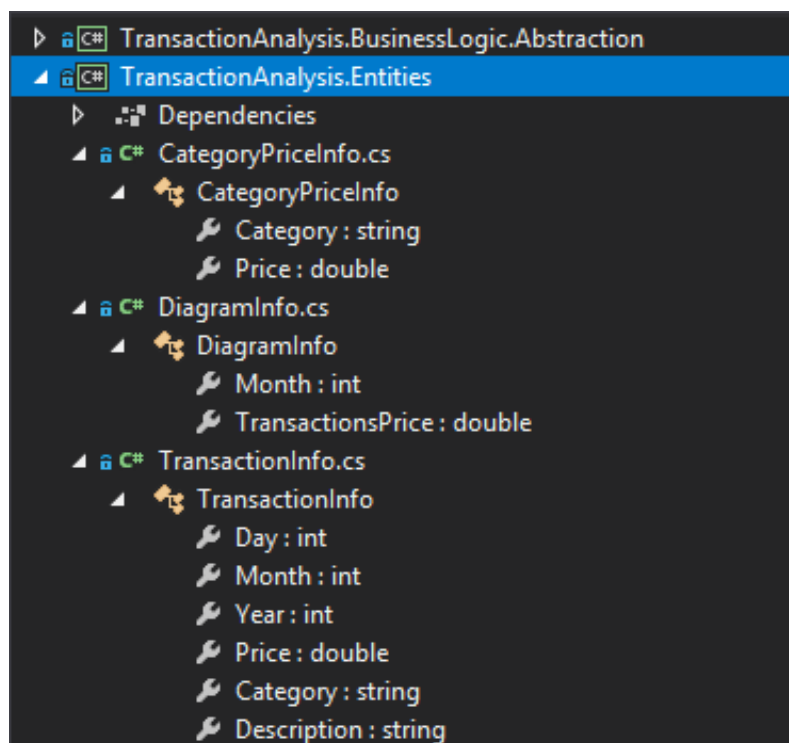 C# TransactionAnalysis.BusinessLogic.Abstraction
C# TransactionAnalysis.Entities
Dependencies
C# CategoryPriceInfo.cs
CategoryPriceInfo
Category : string
Price : double
C# DiagramInfo.cs
DiagramInfo
Month : int
TransactionsPrice : double
C# TransactionInfo.cs
TransactionInfo
Day : int
Month : int
Year : int
Price : double
Category : string
Description : string